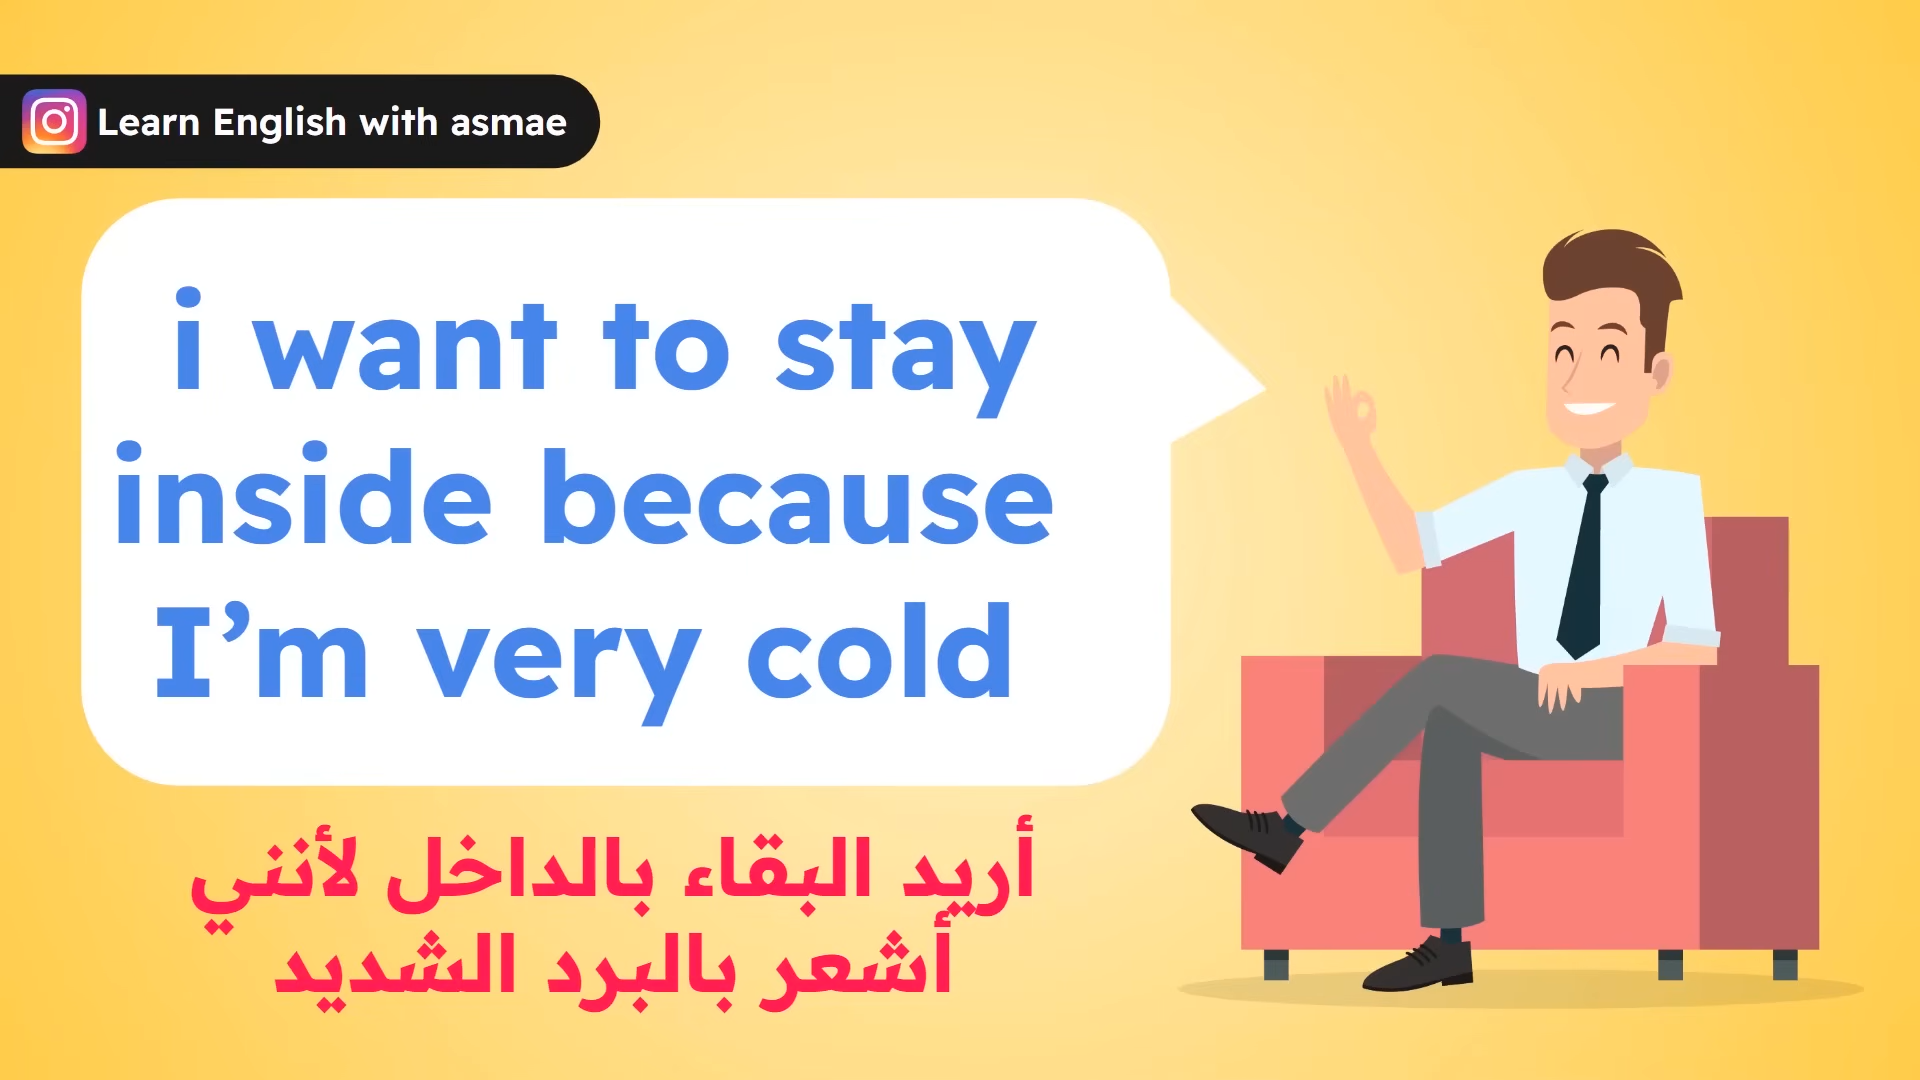 Learn English with asmae
i want to stay
inside because
I’m very cold
أريد البقاء بالداخل لأنني
أشعر بالبرد الشديد